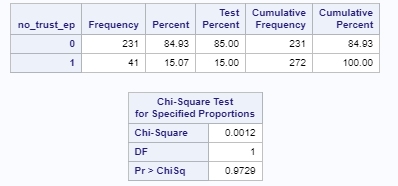 no_trust_ep Frequency Percent Test Percent Cumulative Frequency Cumulative Percent
0 231 84.93 85.00 231 84.93
1 41 15.07 15.00 272 100.00
Chi-Square Test
for Specified Proportions
Chi-Square 0.0012
DF 1
Pr > ChiSq 0.9729